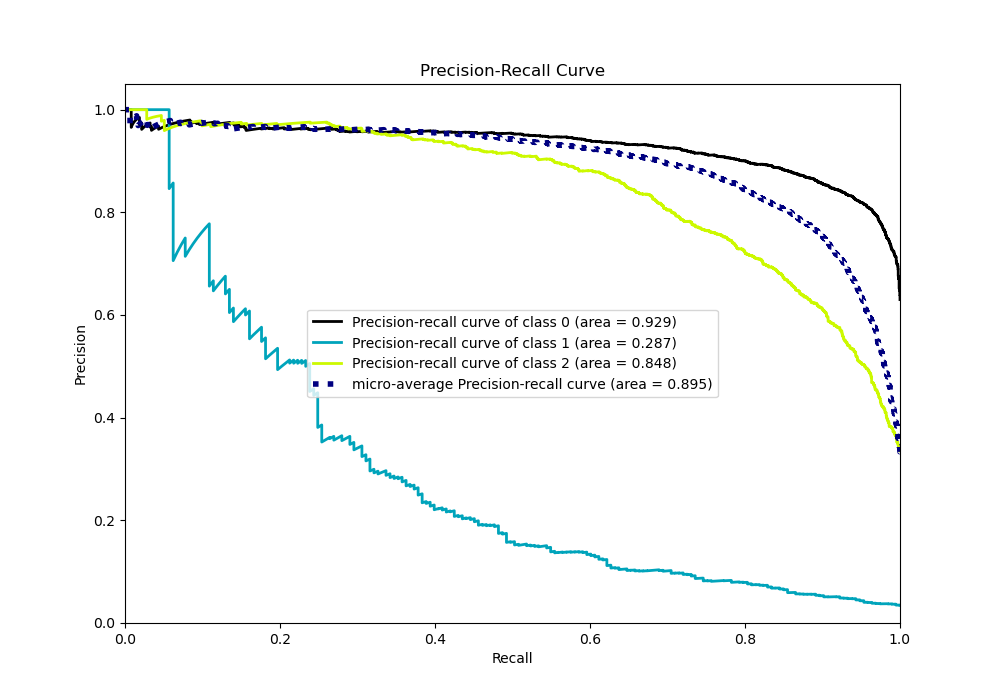 Precision-Recall Curve
1.0
0.8
0.6
0.4
0.2
0.0
Precision
Precision-recall curve of class 0 (area = 0.929)
Precision-recall curve of class 1 (area = 0.287)
Precision-recall curve of class 2 (area = 0.848)
micro-average Precision-recall curve (area = 0.895)
0.0 0.2 0.4 0.6 0.8 1.0
Recall